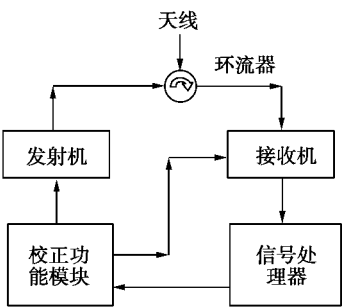 天线
环流器
发射机
接收机
校正功
能模块
信号处
理器